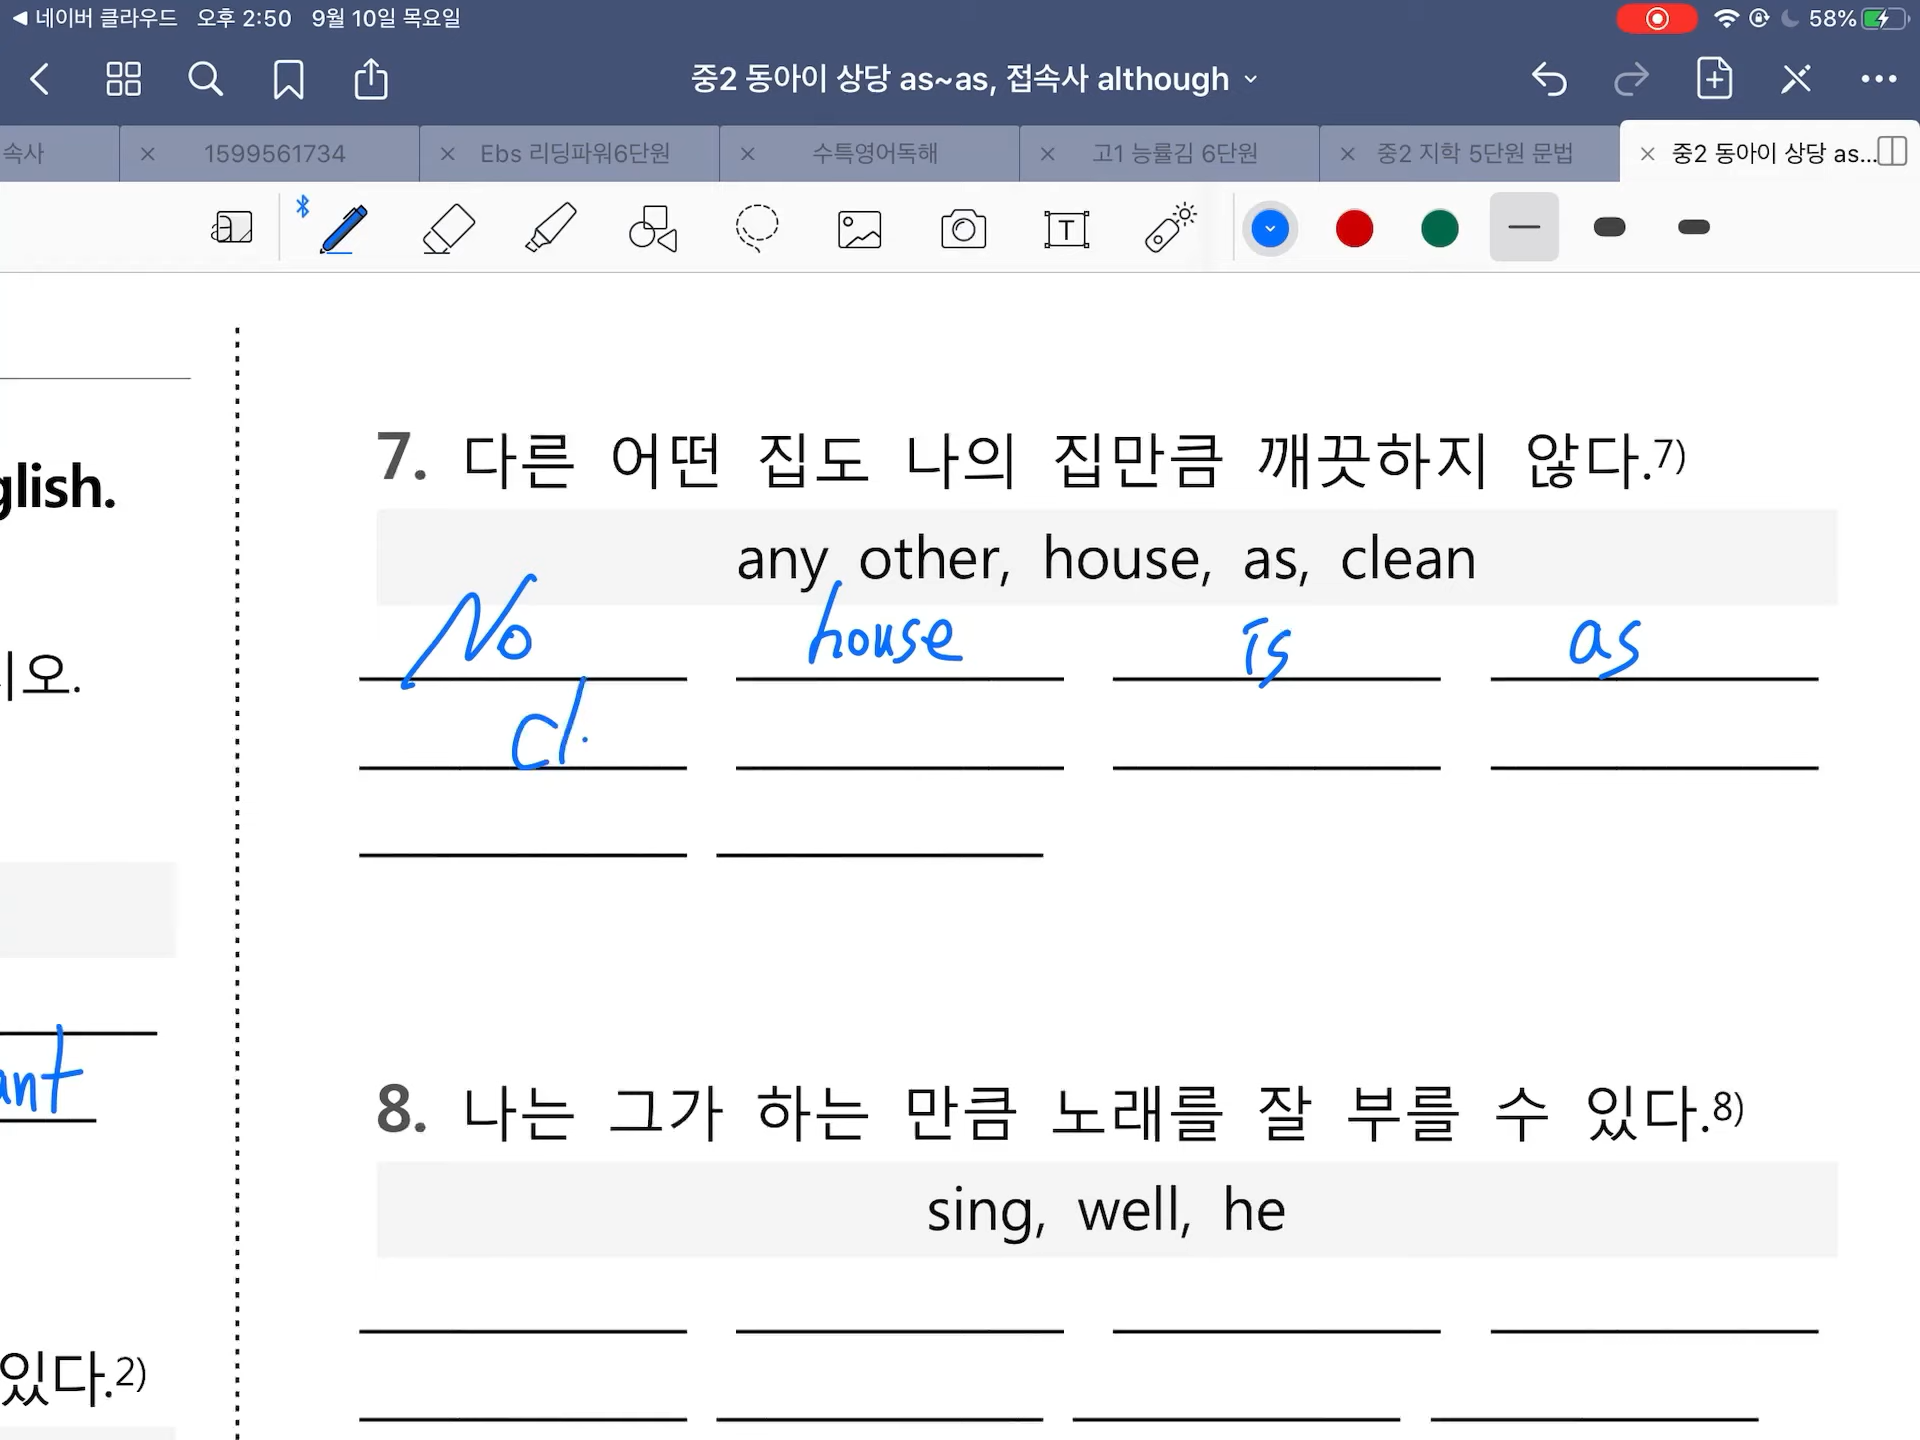 네이버 클라우드 오후 2:50 9월 10일 목요일 58%
중2 동아이 상당 as~as, 접속사 although
속사 1599561734 Ebs 리딩파워6단원 수특영어독해 고1 능률김 6단원 중2 지학 5단원 문법 중2 동아이 상당 as...
glish.
7. 다른 어떤 집도 나의 집만큼 깨끗하지 않다.7)
any other, house, as, clean
No house is as
cl
시오.
ant
8. 나는 그가 하는 만큼 노래를 잘 부를 수 있다.8)
sing, well, he
있다.2)